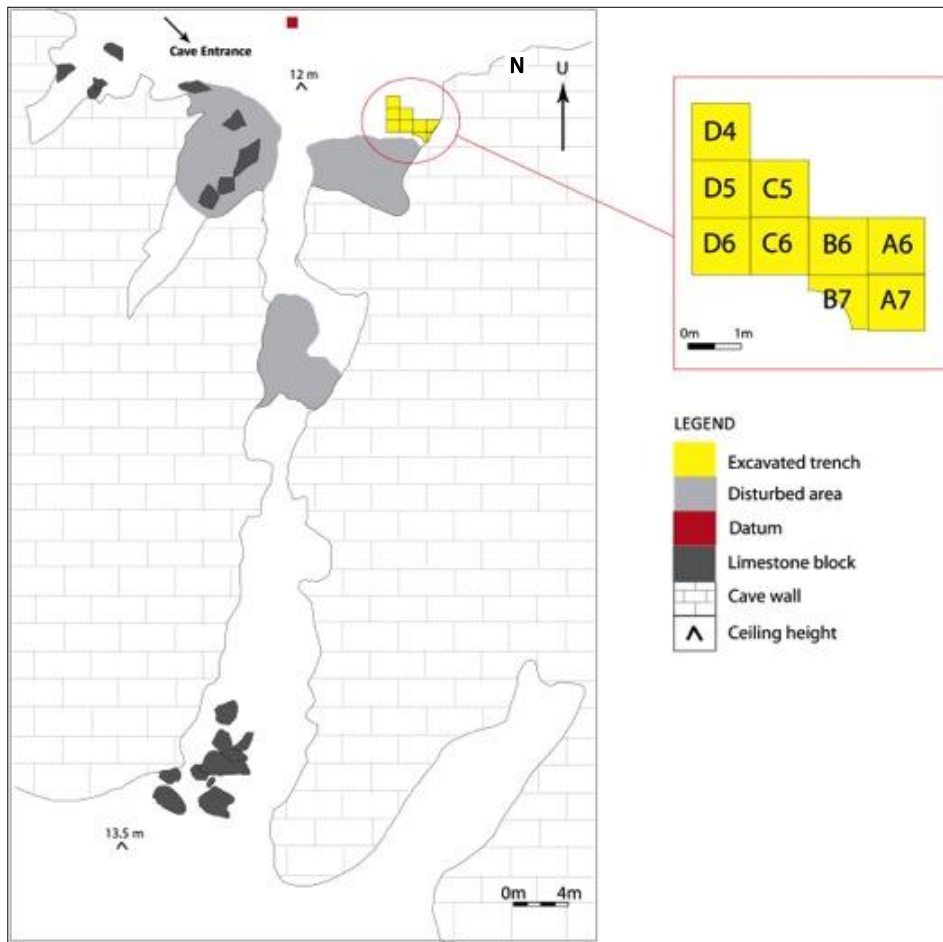 Cave Entrance
12 m
N
U
D4
D5 C5
D6 C6 B6 A6
B7 A7
0m 1m
LEGEND
Excavated trench
Disturbed area
Datum
Limestone block
Cave wall
Ceiling height
13.5 m
0m 4m